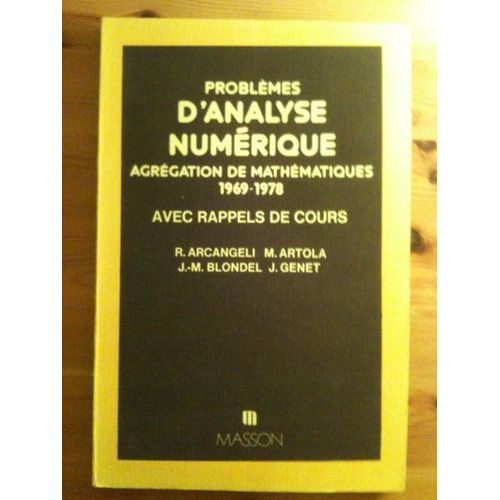 PROBLÈMES
D'ANALYSE
NUMÉRIQUE
AGRÉGATION DE MATHÉMATIQUES
1969-1978
AVEC RAPPELS DE COURS
R. ARCANGELI M. ARTOLA
J.-M. BLONDEL J. GENET
m
MASSON